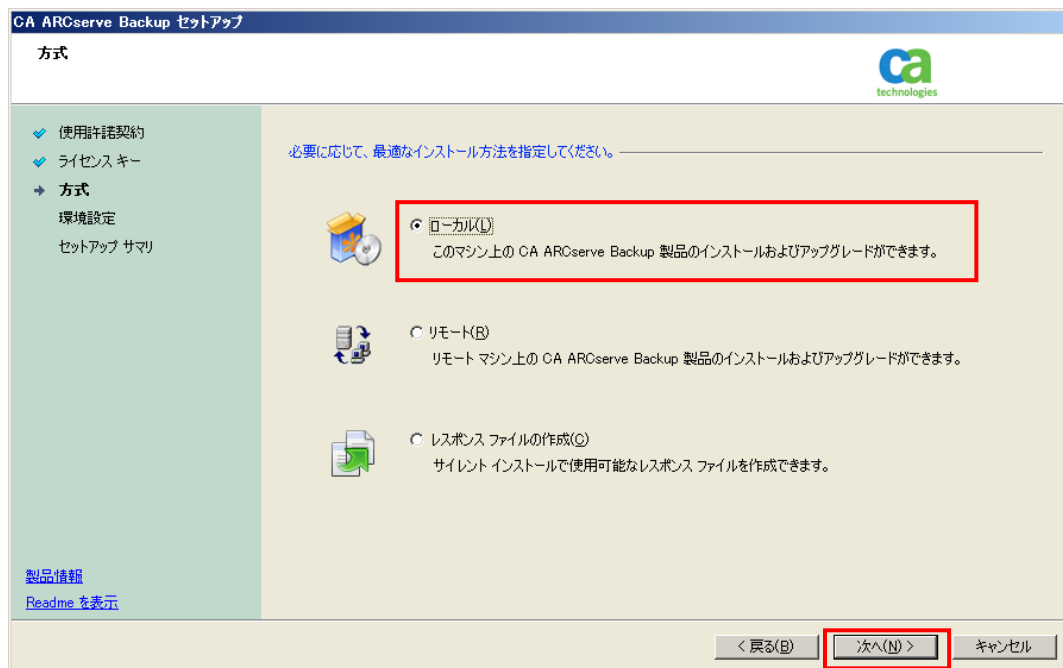 CA ARCserve Backup セットアップ
方式
ca
technologies
使用許諾契約
ライセンス キー
方式
環境設定
セットアップ サマリ
必要に応じて、最適なインストール方法を指定してください。
ローカル(L)
このマシン上の CA ARCserve Backup 製品のインストールおよびアップグレードができます。
リモート(R)
リモート マシン上の CA ARCserve Backup 製品のインストールおよびアップグレードができます。
レスポンス ファイルの作成(C)
サイレント インストールで使用可能なレスポンス ファイルを作成できます。
製品情報
Readme を表示
< 戻る(B)
次へ(N) >
キャンセル